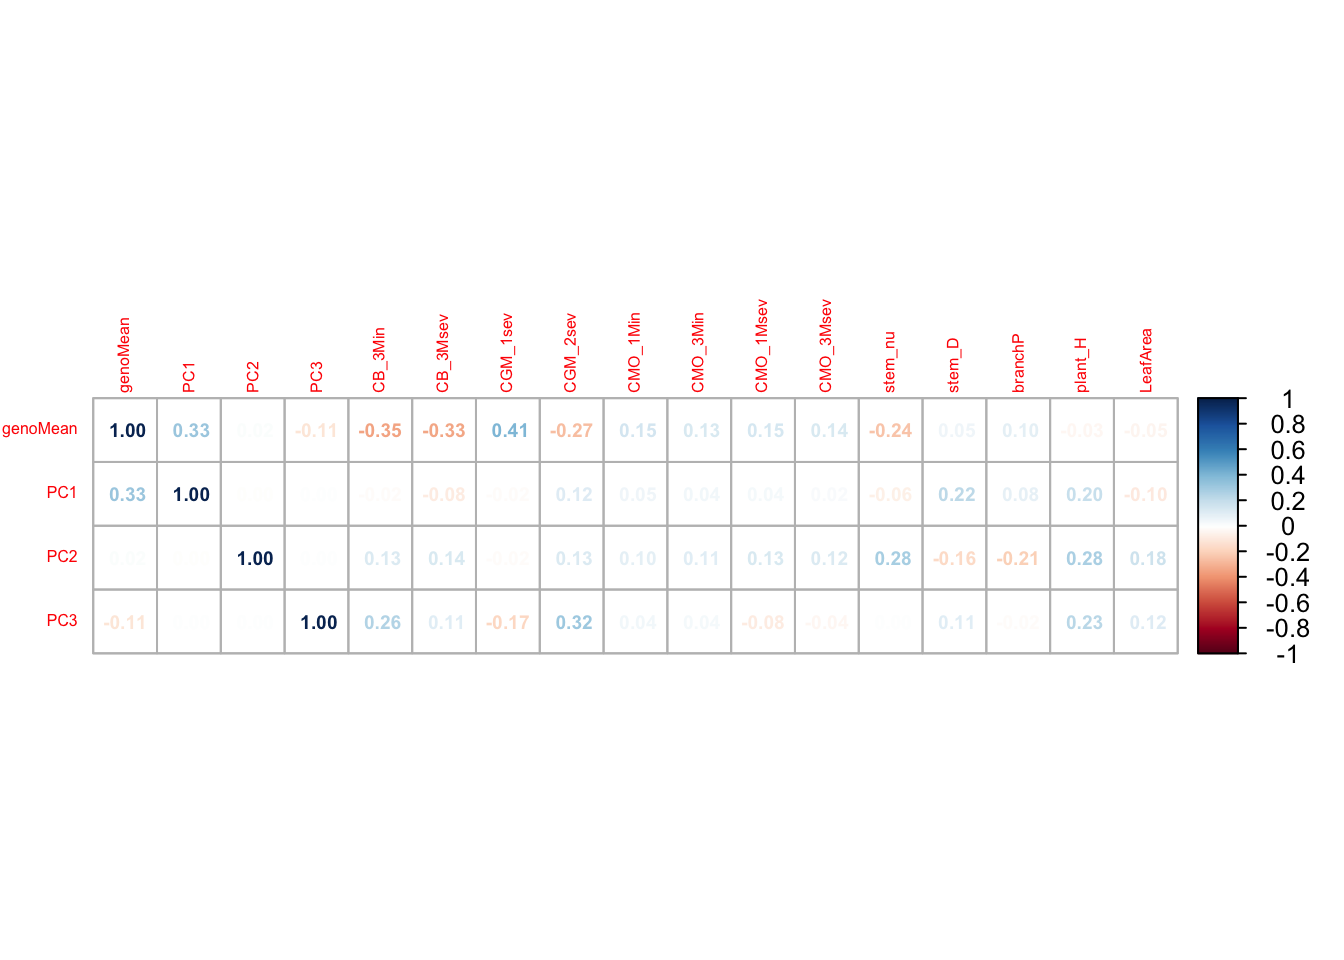 genoMean PC1 PC2 PC3 CB_3Min CB_3Msev CGM_1sev CGM_2sev CMO_1Min CMO_3Min CMO_1Msev CMO_3Msev stem_nu stem_D branchP plant_H LeafArea
genoMean 1.00 0.33 0.02 -0.11 -0.35 -0.33 0.41 -0.27 0.15 0.13 0.15 0.14 -0.24 0.05 0.10 -0.03 -0.05
PC1 0.33 1.00 -0.02 -0.08 0.02 0.12 0.05 0.04 0.04 0.02 -0.06 0.22 0.08 0.20 -0.10
PC2 0.02 1.00 0.13 0.14 0.02 0.13 0.10 0.11 0.13 0.12 0.28 -0.16 -0.21 0.28 0.18
PC3 -0.11 1.00 0.26 0.11 -0.17 0.32 0.04 0.04 -0.08 -0.04 0.11 -0.02 0.23 0.12
1
0.8
0.6
0.4
0.2
0
-0.2
-0.4
-0.6
-0.8
-1